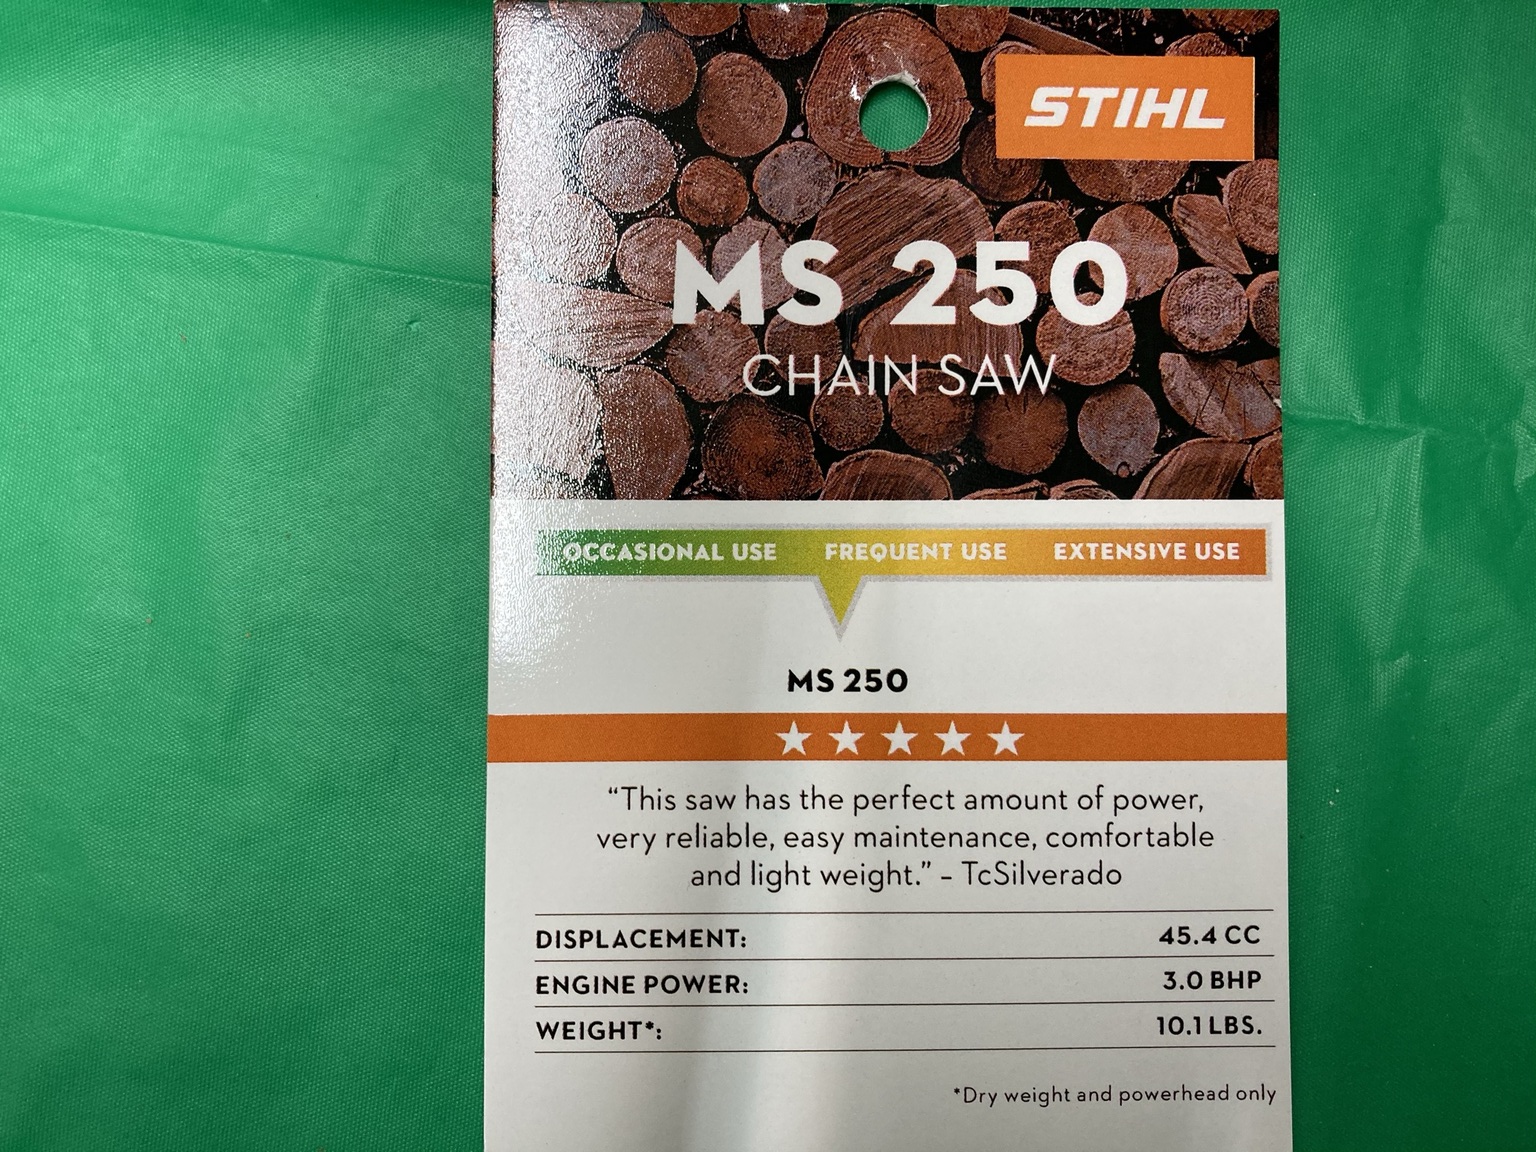 STIHL
MS 250
CHAIN SAW
OCCASIONAL USE FREQUENT USE EXTENSIVE USE
MS 250
“This saw has the perfect amount of power,
very reliable, easy maintenance, comfortable
and light weight.” – TcSilverado
DISPLACEMENT: 45.4 CC
ENGINE POWER: 3.0 BHP
WEIGHT*: 10.1 LBS.
*Dry weight and powerhead only